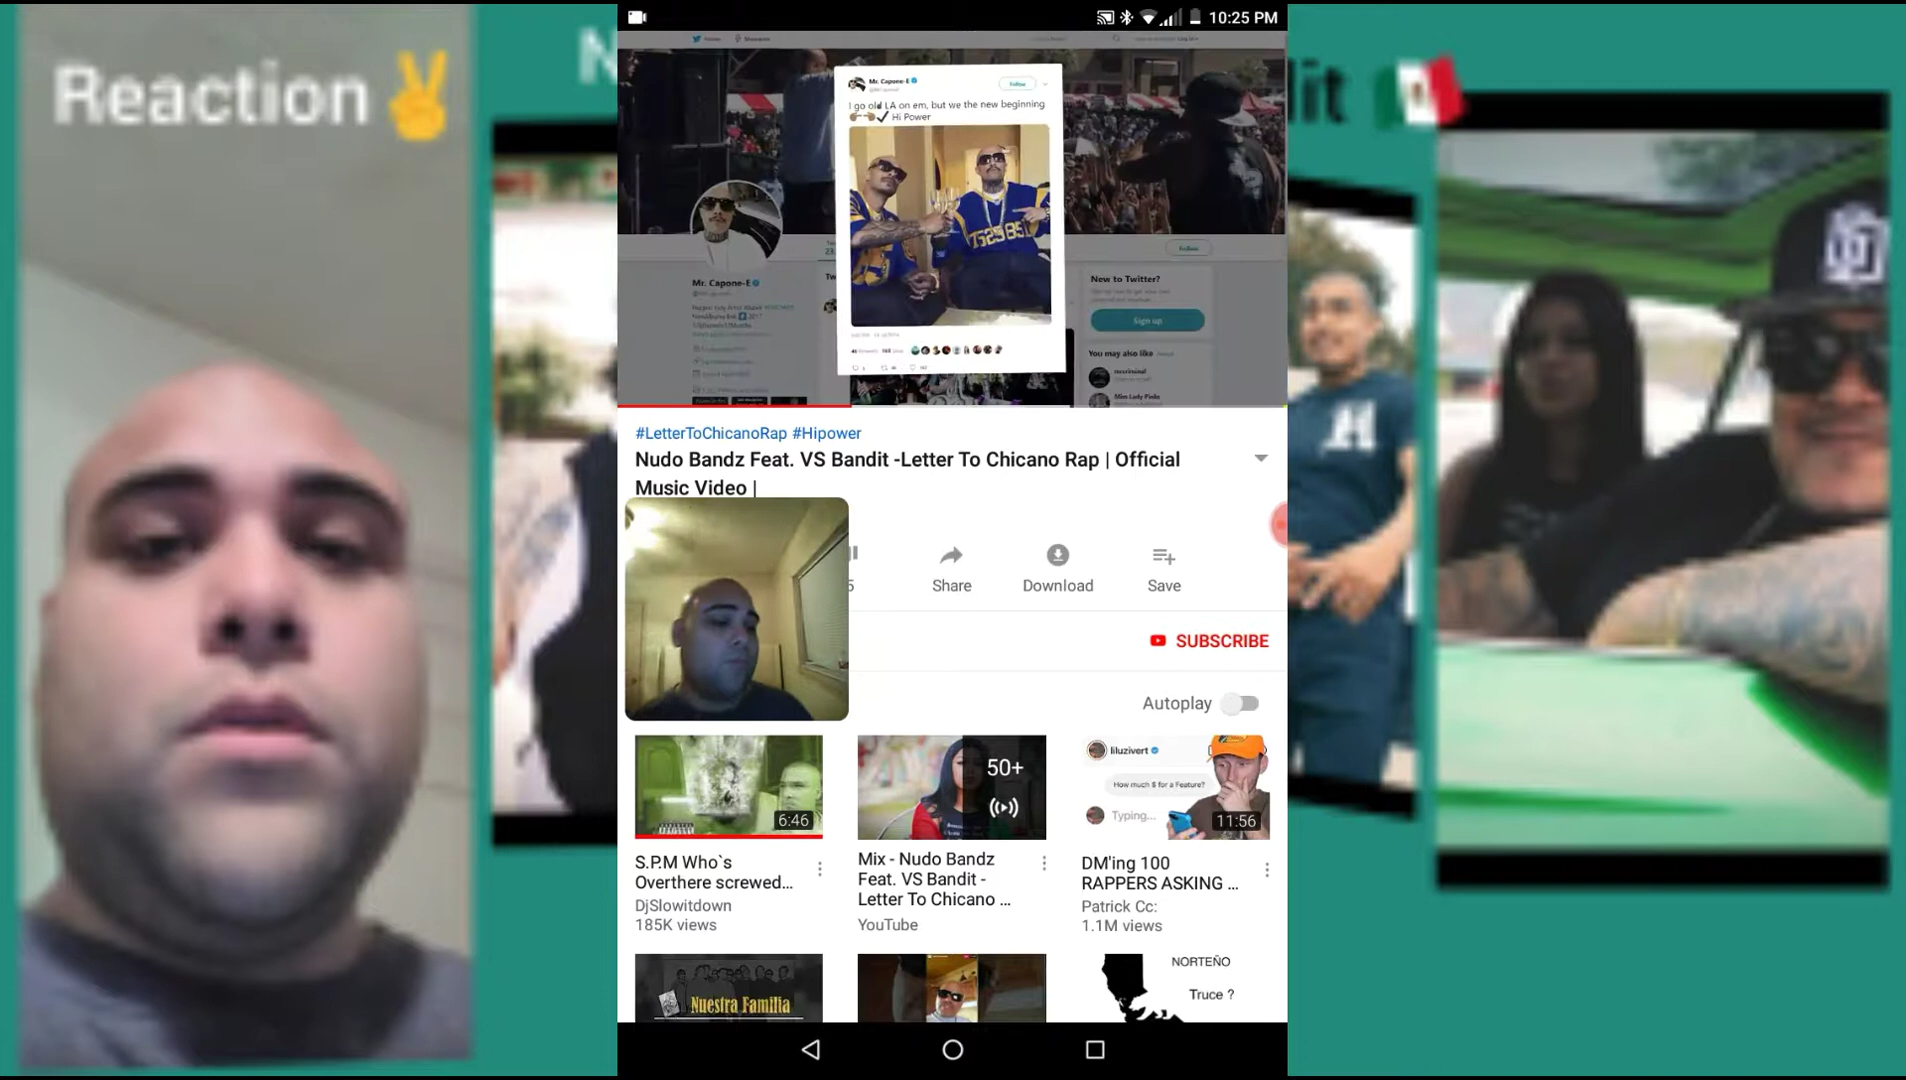 Reaction ✌
N
it
10:25 PM
Mr. Capone-E
Follow
I go old LA on em, but we the new beginning
Hi Power
Follow
Mr. Capone-E
New to Twitter?
Sign up
You may also like
#LetterToChicanoRap #Hipower
Nudo Bandz Feat. VS Bandit -Letter To Chicano Rap | Official
Music Video |
5
Share
Download
Save
SUBSCRIBE
Autoplay
6:46
50+
liluzivert
How much $ for a Feature?
Typing...
11:56
S.P.M Who`s
Overthere screwed...
DjSlowitdown
185K views
Mix - Nudo Bandz
Feat. VS Bandit -
Letter To Chicano ...
YouTube
DM'ing 100
RAPPERS ASKING ...
Patrick Cc:
1.1M views
Nuestra Familia
NORTEÑO
Truce ?